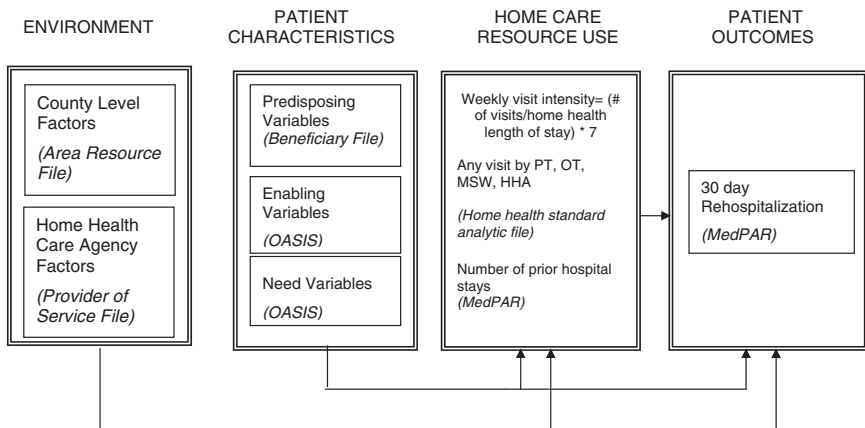 ENVIRONMENT
PATIENT
CHARACTERISTICS
HOME CARE
RESOURCE USE
PATIENT
OUTCOMES
County Level
Factors
(Area Resource
File)
Home Health
Care Agency
Factors
(Provider of
Service File)
Predisposing
Variables
(Beneficiary File)
Enabling
Variables
(OASIS)
Need Variables
(OASIS)
Weekly visit intensity= (#
of visits/home health
length of stay) * 7
Any visit by PT, OT,
MSW, HHA
(Home health standard
analytic file)
Number of prior hospital
stays
(MedPAR)
30 day
Rehospitalization
(MedPAR)